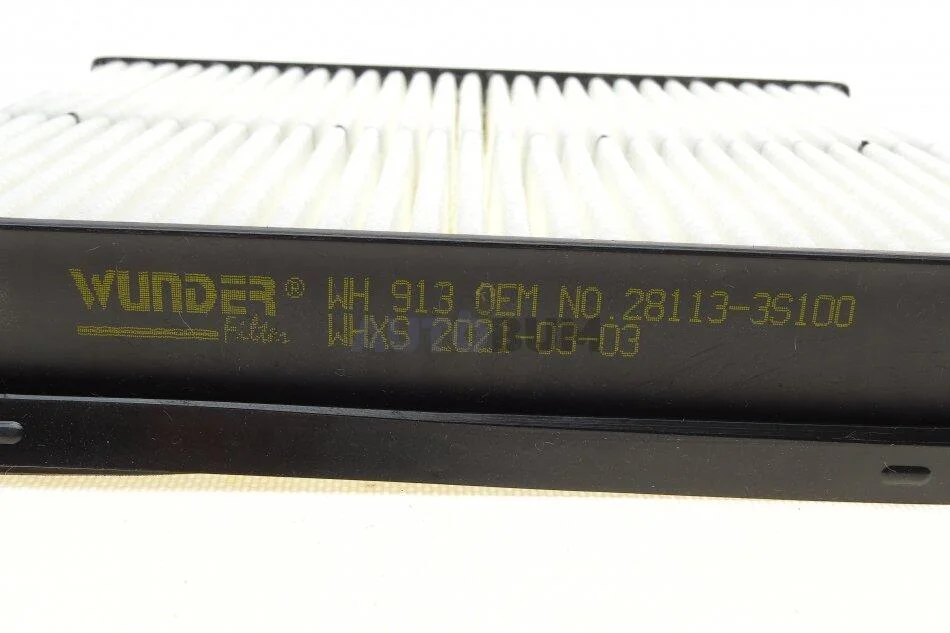 WUNDER® WH 913 OEM NO.28113-3S100
Filter WHXS 2021-03-03